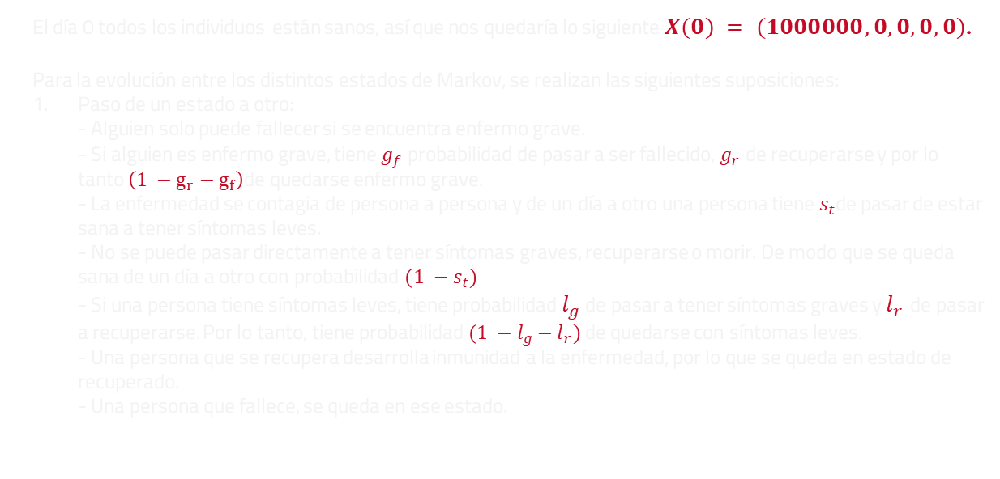 El día 0 todos los individuos están sanos, así que nos quedaría lo siguiente X(0) = (1000000, 0, 0, 0, 0).
Para la evolución entre los distintos estados de Markov, se realizan las siguientes suposiciones:
1. Paso de un estado a otro:
- Alguien solo puede fallecer si se encuentra enfermo grave.
- Si alguien es enfermo grave, tiene g_f probabilidad de pasar a ser fallecido, g_r de recuperarse y por lo
tanto (1 − g_r − g_f) de quedarse enfermo grave.
- La enfermedad se contagia de persona a persona y de un día a otro una persona tiene s_t de pasar de estar
sana a tener síntomas leves.
- No se puede pasar directamente a tener síntomas graves, recuperarse o morir. De modo que se queda
sana de un día a otro con probabilidad (1 − s_t)
- Si una persona tiene síntomas leves, tiene probabilidad l_g de pasar a tener síntomas graves y l_r de pasar
a recuperarse. Por lo tanto, tiene probabilidad (1 − l_g − l_r) de quedarse con síntomas leves.
- Una persona que se recupera desarrolla inmunidad a la enfermedad, por lo que se queda en estado de
recuperado.
- Una persona que fallece, se queda en ese estado.